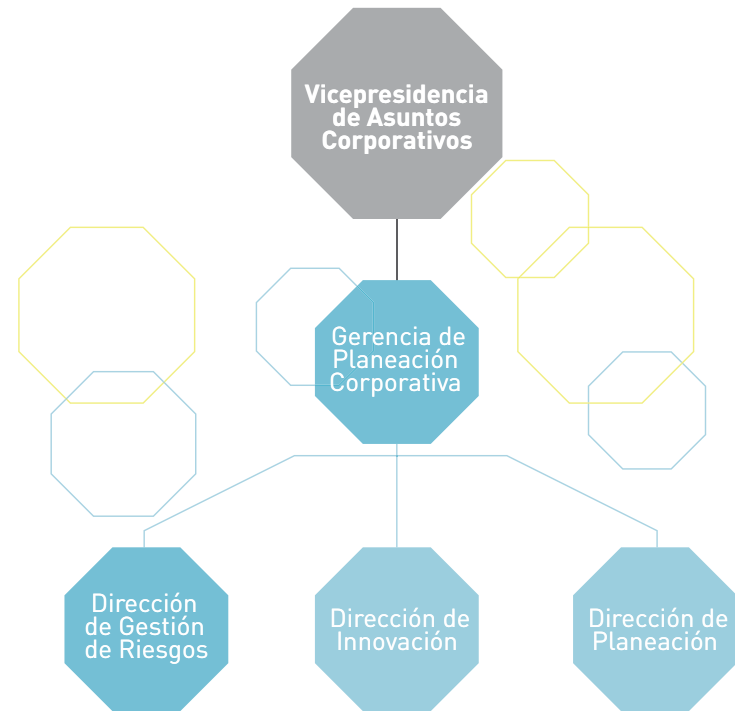 Vicepresidencia
de Asuntos
Corporativos
Gerencia de
Planeación
Corporativa
Dirección
de Gestión
de Riesgos
Dirección de
Innovación
Dirección de
Planeación